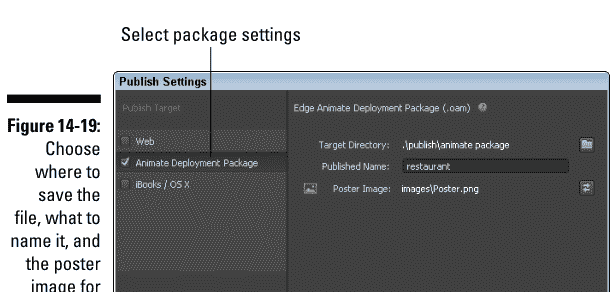 Select package settings
Publish Settings
Publish Target
Web
Animate Deployment Package
iBooks / OS X
Edge Animate Deployment Package (.oam)
Target Directory: .\publish\animate package
Published Name: restaurant
Poster Image: images\Poster.png
Figure 14-19:
Choose
where to
save the
file, what to
name it, and
the poster
image for